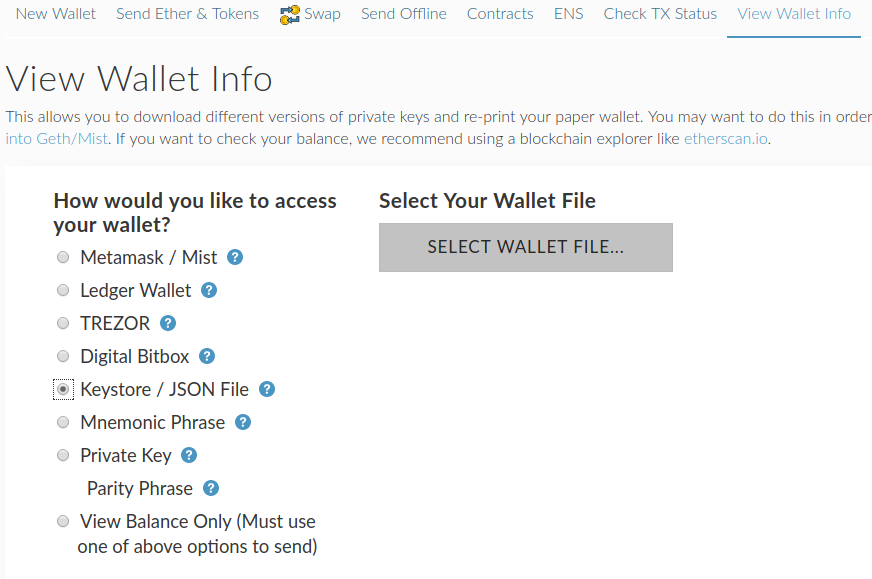 New Wallet Send Ether & Tokens Swap Send Offline Contracts ENS Check TX Status View Wallet Info
View Wallet Info
This allows you to download different versions of private keys and re-print your paper wallet. You may want to do this in order
into Geth/Mist. If you want to check your balance, we recommend using a blockchain explorer like etherscan.io.
How would you like to access
your wallet?
Metamask / Mist ?
Ledger Wallet ?
TREZOR ?
Digital Bitbox ?
Keystore / JSON File ?
Mnemonic Phrase ?
Private Key ?
Parity Phrase ?
View Balance Only (Must use
one of above options to send)
Select Your Wallet File
SELECT WALLET FILE...